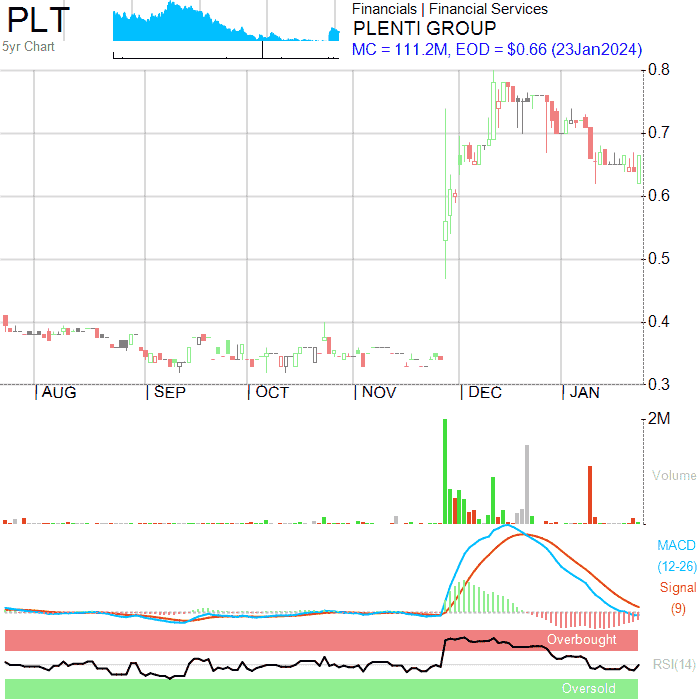 PLT
5yr Chart
Financials | Financial Services
PLENTI GROUP
MC = 111.2M, EOD = $0.66 (23Jan2024)
0.8
0.7
0.6
0.5
0.4
0.3
AUG SEP OCT NOV DEC JAN
2M
Volume
MACD
(12-26)
Signal
(9)
Overbought
RSI(14)
Oversold